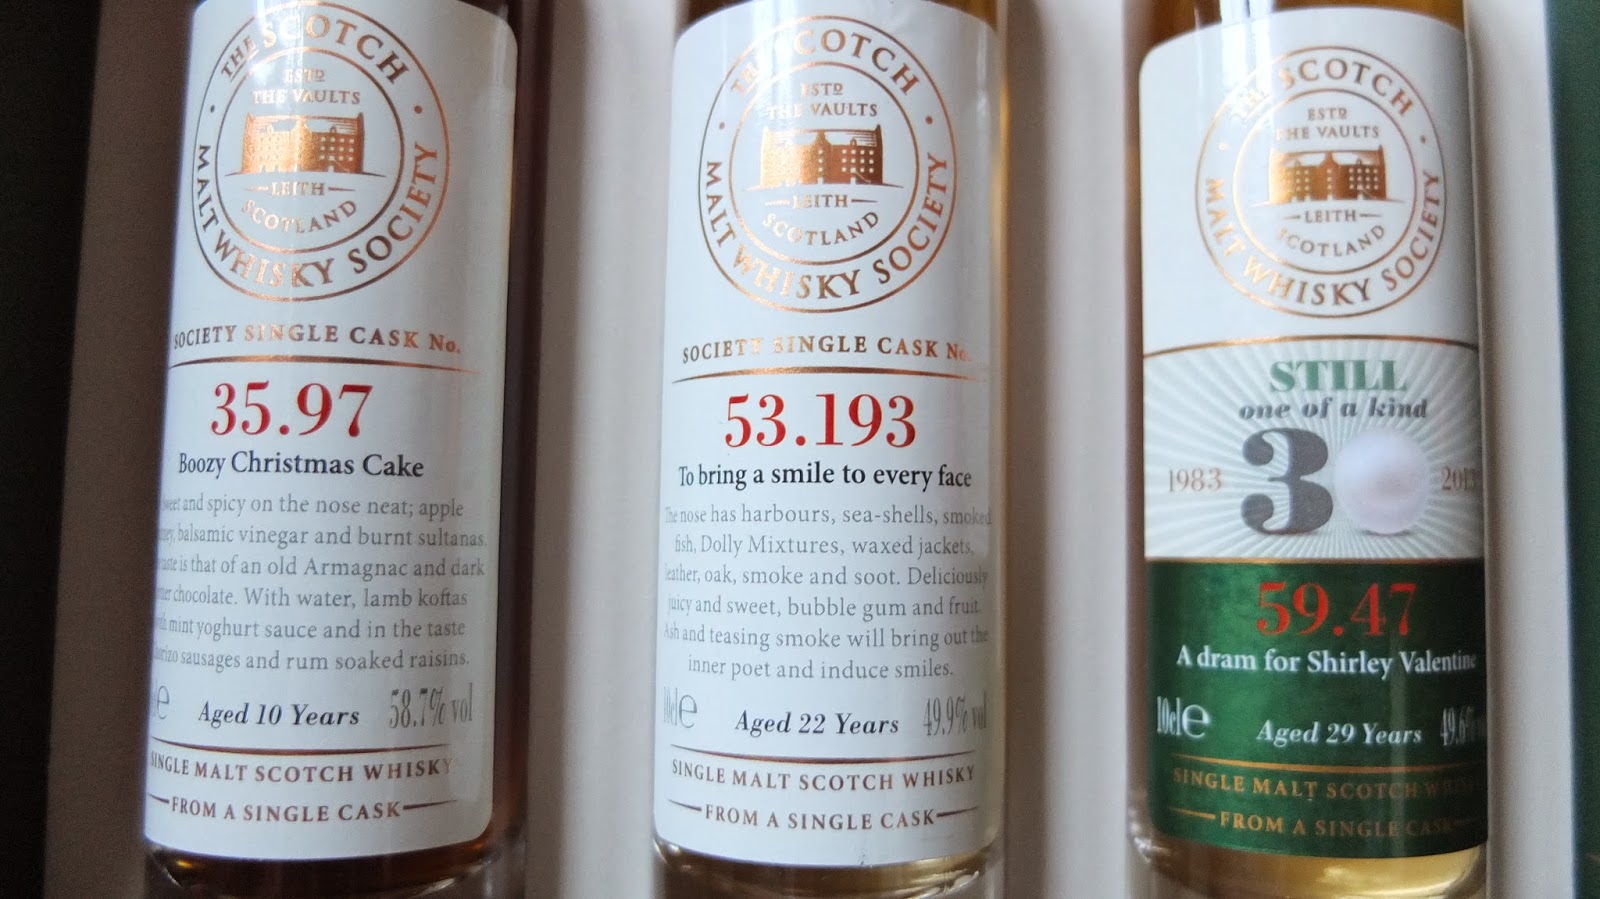 THE SCOTCH
MALT WHISKY SOCIETY
ESTD
THE VAULTS
LEITH
SCOTLAND
SOCIETY SINGLE CASK No.
35.97
Boozy Christmas Cake
and spicy on the nose neat; apple
balsamic vinegar and burnt sultanas.
is that of an old Armagnac and dark
chocolate. With water, lamb koftas
mint yoghurt sauce and in the taste
sausages and rum soaked raisins.
Aged 10 Years 58.7% vol
SINGLE MALT SCOTCH WHISKY
FROM A SINGLE CASK
THE SCOTCH
MALT WHISKY SOCIETY
ESTD
THE VAULTS
LEITH
SCOTLAND
SOCIETY SINGLE CASK No.
53.193
To bring a smile to every face
The nose has harbours, sea-shells, smoked
fish, Dolly Mixtures, waxed jackets,
leather, oak, smoke and soot. Deliciously
juicy and sweet, bubble gum and fruit.
Ash and teasing smoke will bring out the
inner poet and induce smiles.
10cl e Aged 22 Years 49.9% vol
SINGLE MALT SCOTCH WHISKY
FROM A SINGLE CASK
THE SCOTCH
MALT WHISKY SOCIETY
ESTD
THE VAULTS
LEITH
SCOTLAND
STILL
one of a kind
1983 30 2013
59.47
A dram for Shirley Valentine
10cl e Aged 29 Years 49.6%
SINGLE MALT SCOTCH WHISKY
FROM A SINGLE CASK